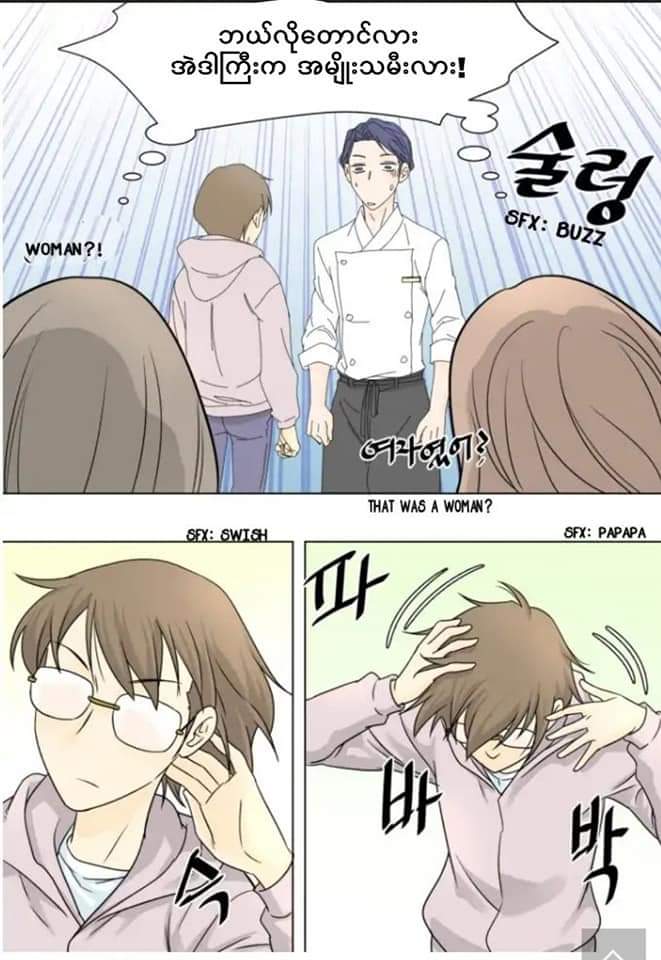 ဘယ်လိုတောင်လား
အဲဒါကြီးက အမျိုးသမီးလား!
술렁
SFX: BUZZ
WOMAN?!
여자였어?
THAT WAS A WOMAN?
SFX: SWISH
슥
SFX: PAPAPA
파
바
박